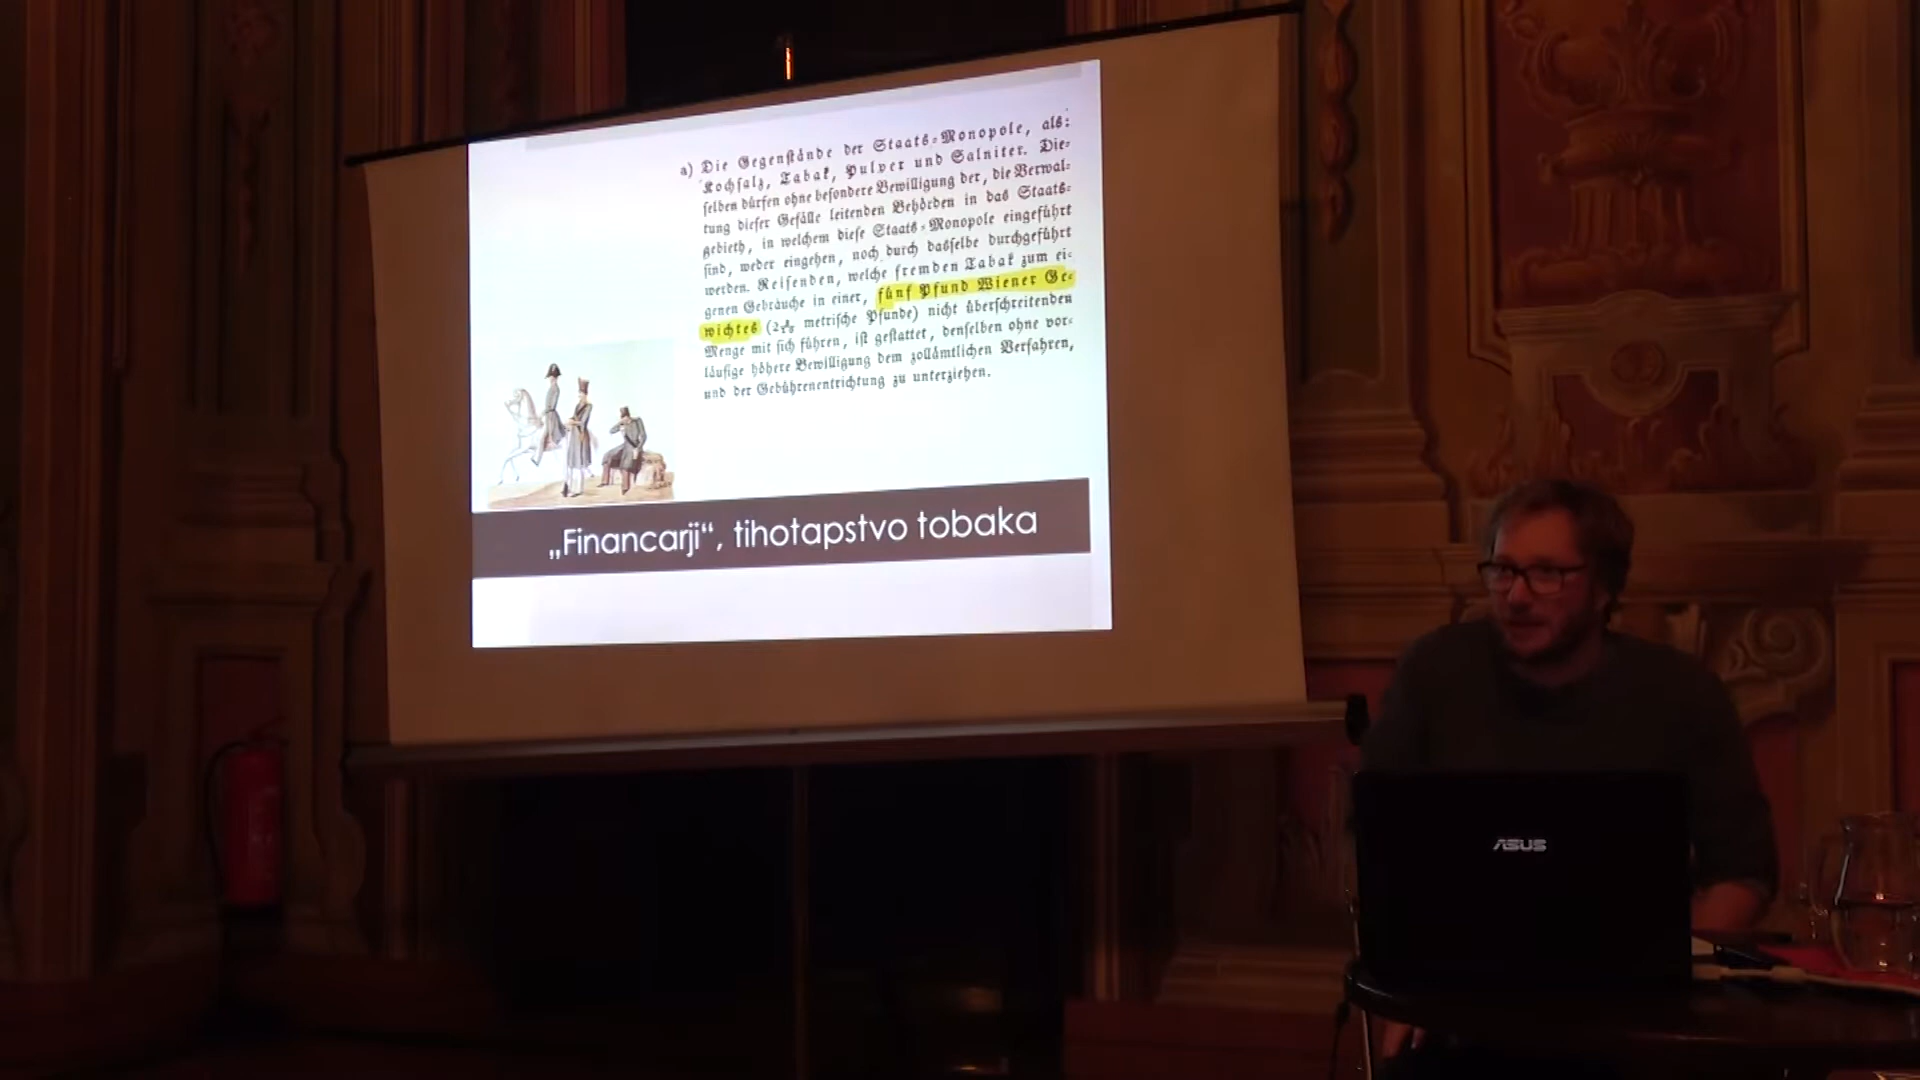 a) Die Gegenstände der Staats-Monopole, als:
Kochsalz, Tabak, Pulver und Salniter. Die-
selben dürfen ohne besondere Bewilligung der, die Verwal-
tung dieser Gefälle leitenden Behörden in das Staats-
gebieth, in welchem diese Staats-Monopole eingeführt
sind, weder eingehen, noch durch dasselbe durchgeführt
werden. Reisenden, welche fremden Tabak zum ei-
genen Gebrauche in einer, fünf Pfund Wiener Ge-
wichtes (2 metrische Pfunde) nicht überschreitenden
Menge mit sich führen, ist gestattet, denselben ohne vor-
läufige höhere Bewilligung dem zollämtlichen Verfahren,
und der Gebührenentrichtung zu unterziehen.
„Financarji“, tihotapstvo tobaka
ASUS